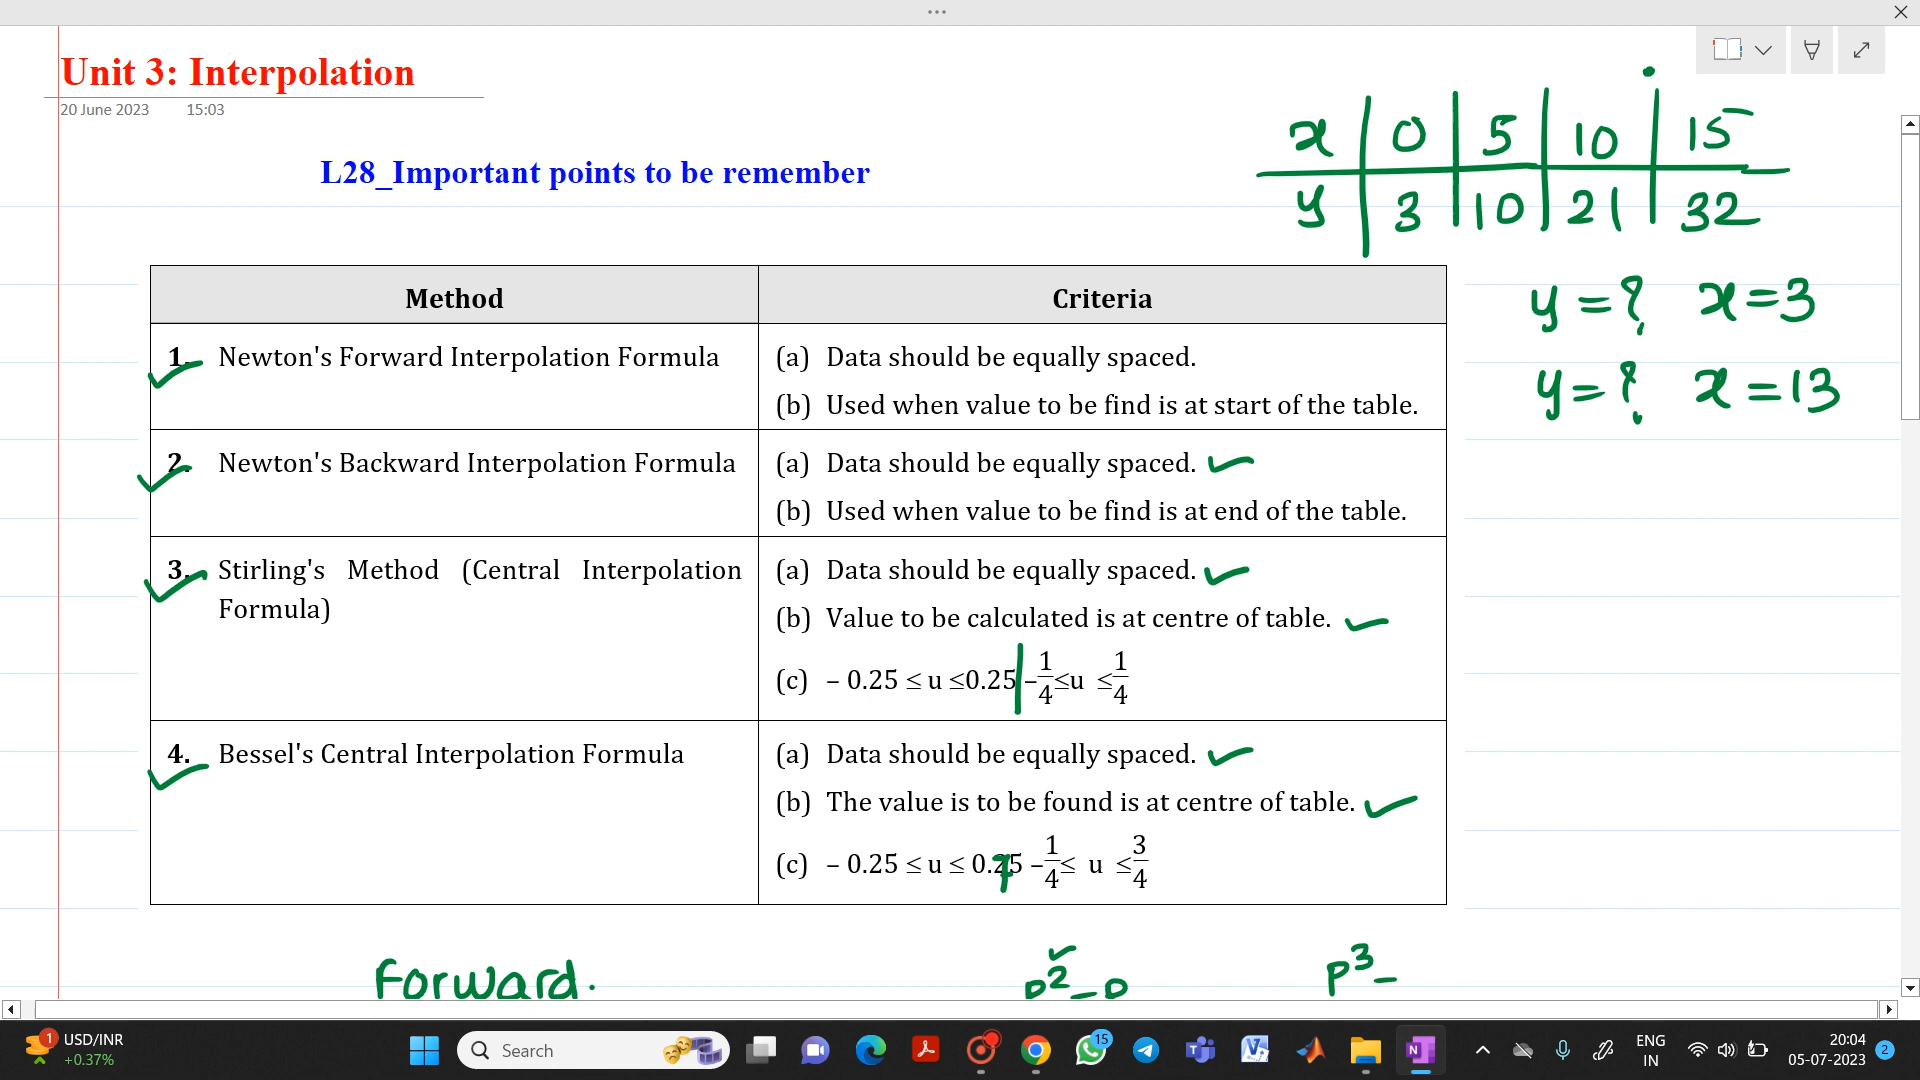 Unit 3: Interpolation
20 June 2023 15:03
L28_Important points to be remember
x 0 5 10 15
y 3 10 21 32
y = ? x = 3
y = ? x = 13
Method Criteria
1. Newton's Forward Interpolation Formula
(a) Data should be equally spaced.
(b) Used when value to be find is at start of the table.
2. Newton's Backward Interpolation Formula
(a) Data should be equally spaced.
(b) Used when value to be find is at end of the table.
3. Stirling's Method (Central Interpolation
Formula)
(a) Data should be equally spaced.
(b) Value to be calculated is at centre of table.
(c) – 0.25 ≤ u ≤0.25 –1/4≤u ≤1/4
4. Bessel's Central Interpolation Formula
(a) Data should be equally spaced.
(b) The value is to be found is at centre of table.
(c) – 0.25 ≤ u ≤ 0.75 –1/4≤ u ≤3/4
Forward.
p² – p
p³ –
1 USD/INR
+0.37%
Search
15
ENG
IN
20:04
05-07-2023
2